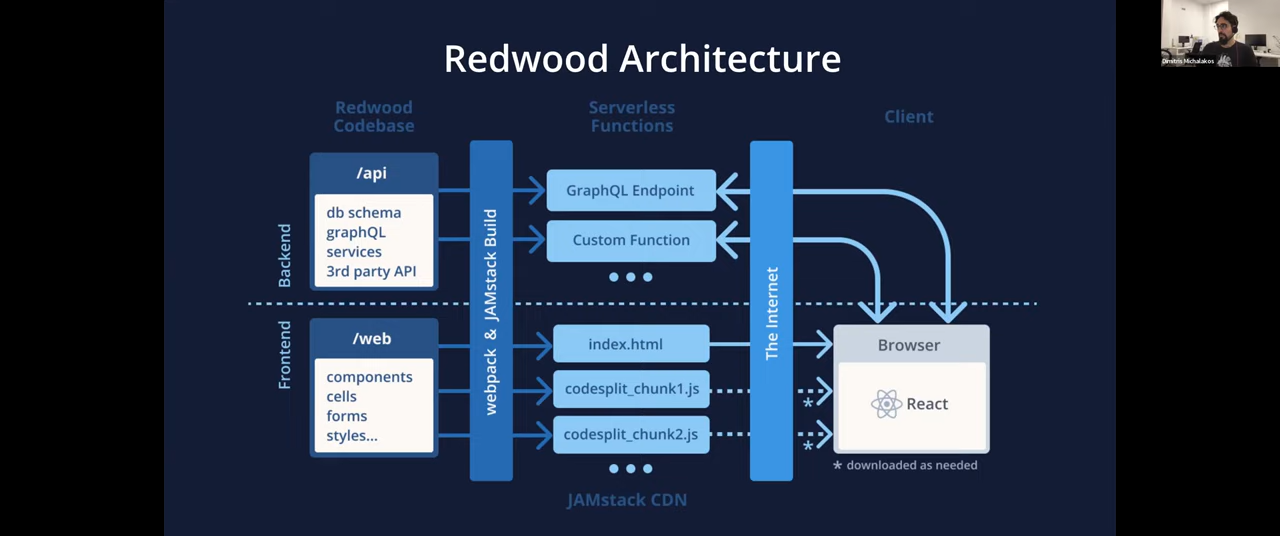 Redwood Architecture
Redwood
Codebase
Serverless
Functions
Client
Dimitris Michalakos
Backend
/api
db schema
graphQL
services
3rd party API
webpack & JAMstack Build
GraphQL Endpoint
Custom Function
The Internet
Frontend
/web
components
cells
forms
styles...
index.html
codesplit_chunk1.js
codesplit_chunk2.js
JAMstack CDN
*
*
Browser
React
* downloaded as needed